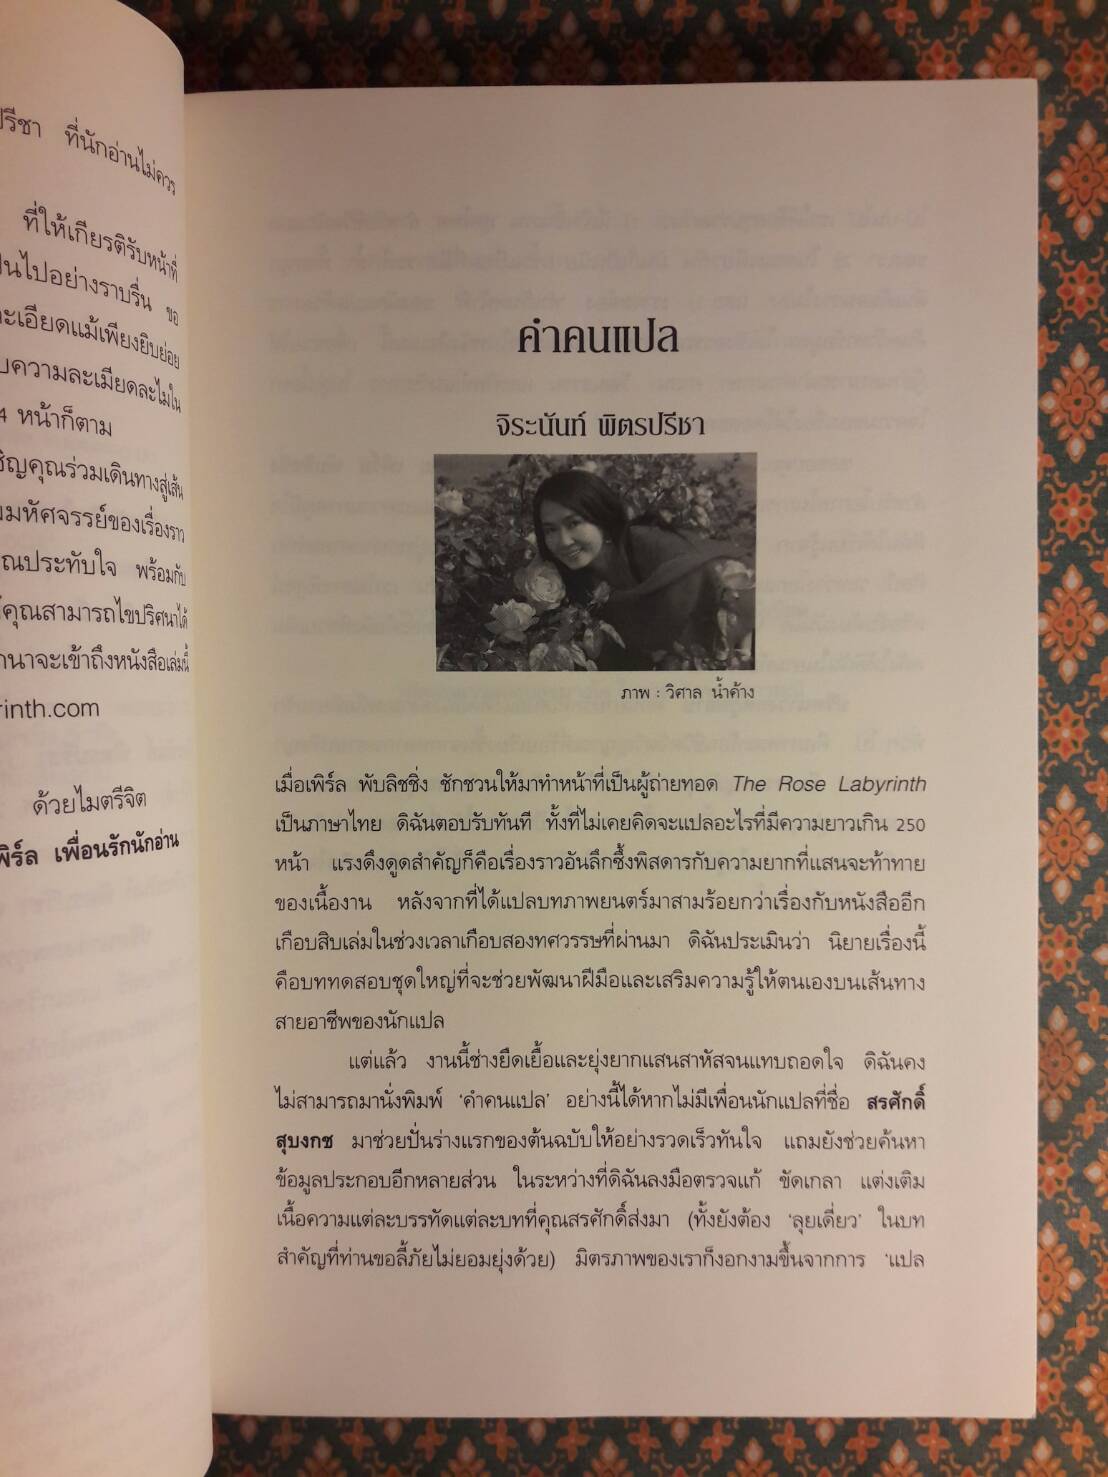 ปรีชา ที่นักอ่านไม่ควร
ที่ให้เกียรติรับหน้าที่
ป็นไปอย่างราบรื่น ขอ
ละเอียดแม้เพียงยิบย่อย
บความละเมียดละไมใน
4 หน้าก็ตาม
ชิญคุณร่วมเดินทางสู่เส้น
มมหัศจรรย์ของเรื่องราว
ุณประทับใจ พร้อมกับ
้คุณสามารถไขปริศนาได้
ถนาจะเข้าถึงหนังสือเล่มนี้
rinth.com
ด้วยไมตรีจิต
พิร์ล เพื่อนรักนักอ่าน
คำคนแปล
จิระนันท์ พิตรปรีชา
ภาพ : วิศาล น้ำค้าง
เมื่อเพิร์ล พับลิชชิ่ง ชักชวนให้มาทำหน้าที่เป็นผู้ถ่ายทอด The Rose Labyrinth
เป็นภาษาไทย ดิฉันตอบรับทันที ทั้งที่ไม่เคยคิดจะแปลอะไรที่มีความยาวเกิน 250
หน้า แรงดึงดูดสำคัญก็คือเรื่องราวอันลึกซึ้งพิสดารกับความยากที่แสนจะท้าทาย
ของเนื้องาน หลังจากที่ได้แปลบทภาพยนตร์มาสามร้อยกว่าเรื่องกับหนังสืออีก
เกือบสิบเล่มในช่วงเวลาเกือบสองทศวรรษที่ผ่านมา ดิฉันประเมินว่า นิยายเรื่องนี้
คือบททดสอบชุดใหญ่ที่จะช่วยพัฒนาฝีมือและเสริมความรู้ให้ตนเองบนเส้นทาง
สายอาชีพของนักแปล
แต่แล้ว งานนี้ช่างยืดเยื้อและยุ่งยากแสนสาหัสจนแทบถอดใจ ดิฉันคง
ไม่สามารถมานั่งพิมพ์ ‘คำคนแปล’ อย่างนี้ได้หากไม่มีเพื่อนนักแปลที่ชื่อ สรศักดิ์
สุบงกช มาช่วยปั่นร่างแรกของต้นฉบับให้อย่างรวดเร็วทันใจ แถมยังช่วยค้นหา
ข้อมูลประกอบอีกหลายส่วน ในระหว่างที่ดิฉันลงมือตรวจแก้ ขัดเกลา แต่งเติม
เนื้อความแต่ละบรรทัดแต่ละบทที่คุณสรศักดิ์ส่งมา (ทั้งยังต้อง ‘ลุยเดี่ยว’ ในบท
สำคัญที่ท่านขอลี้ภัยไม่ยอมยุ่งด้วย) มิตรภาพของเราก็งอกงามขึ้นจากการ ‘แปล